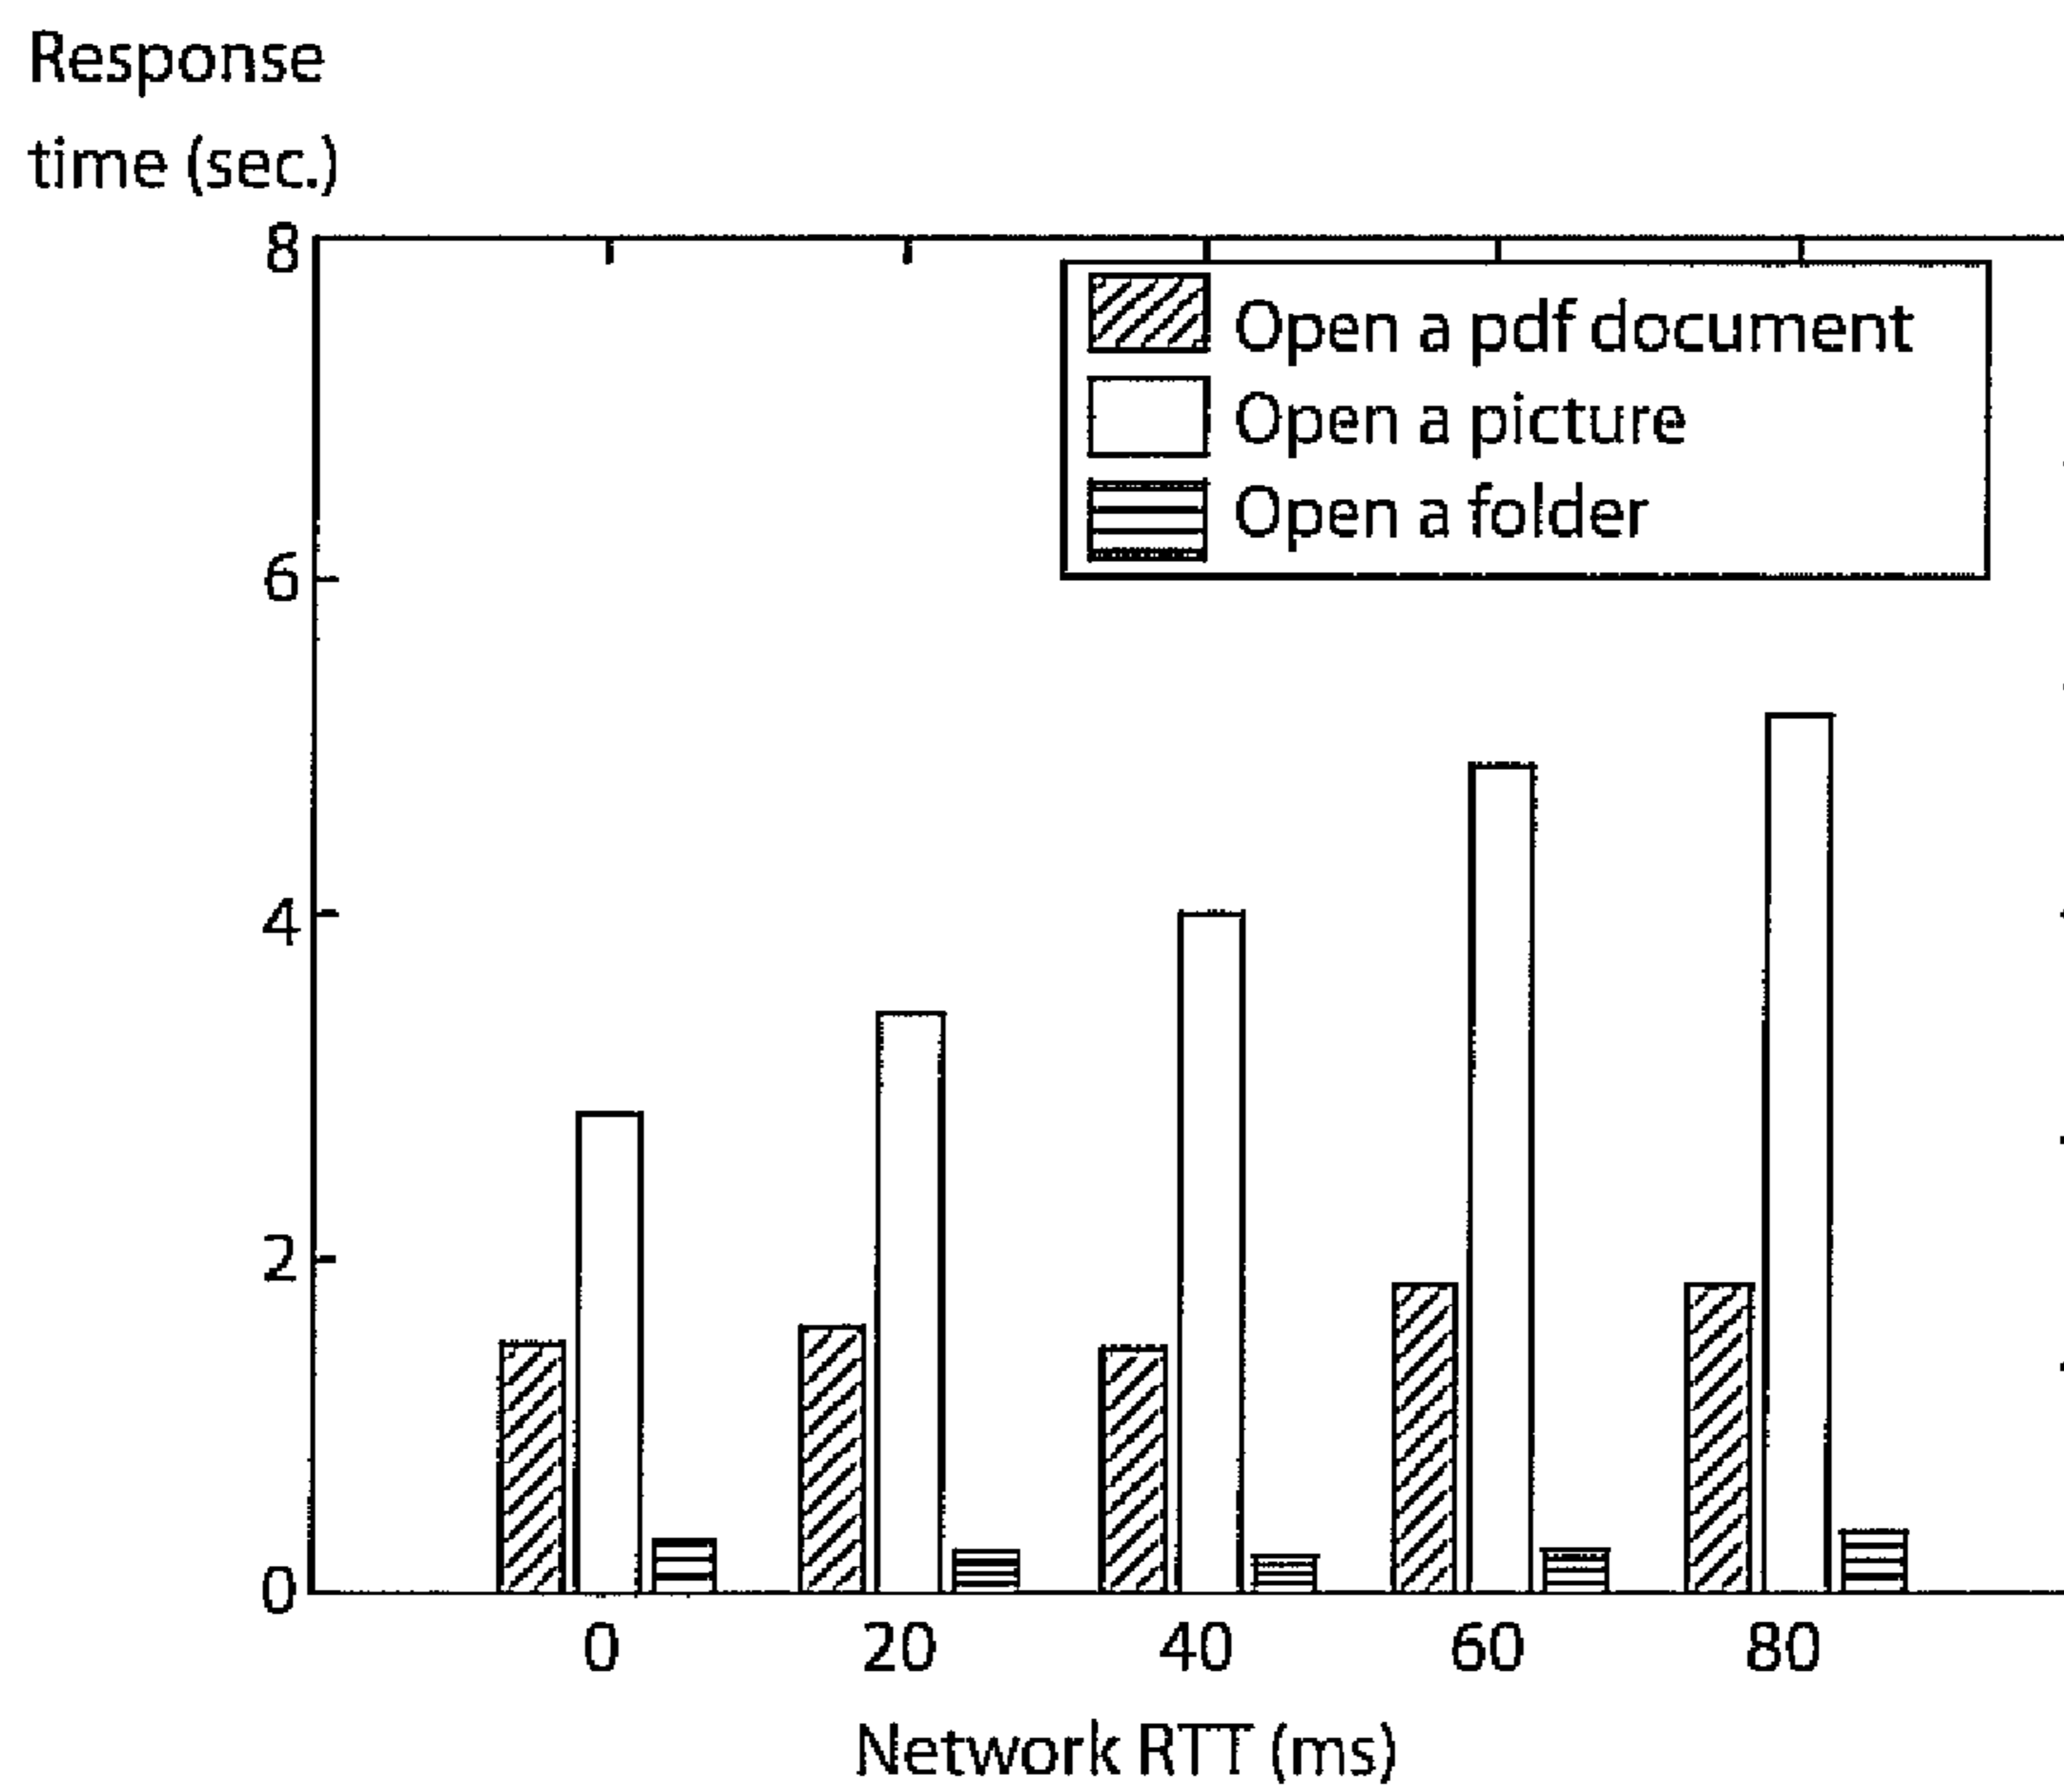 Response
time (sec.)
8
6
4
2
0
Open a pdf document
Open a picture
Open a folder
0 20 40 60 80
Network RTT (ms)